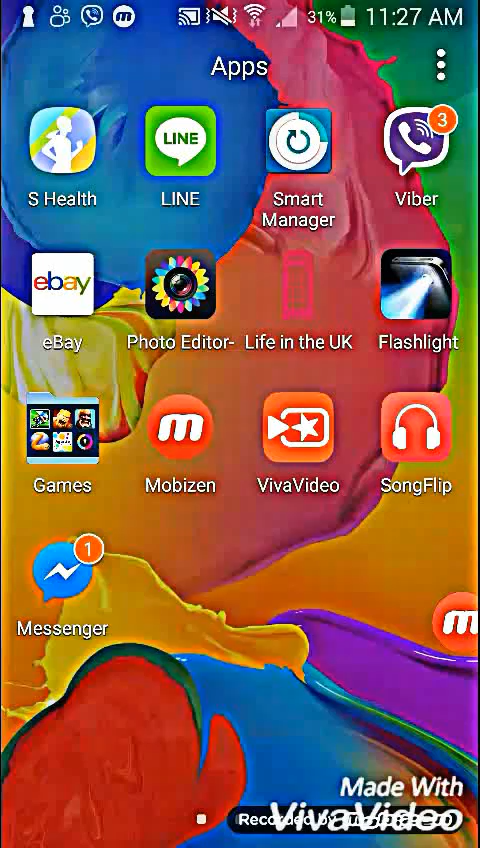 31% 11:27 AM
Apps
LINE
3
S Health
LINE
Smart
Manager
Viber
ebay
eBay
Photo Editor-
Life in the UK
Flashlight
m
Games
Mobizen
VivaVideo
SongFlip
1
Messenger
m
Made With
VivaVideo
Recorded by